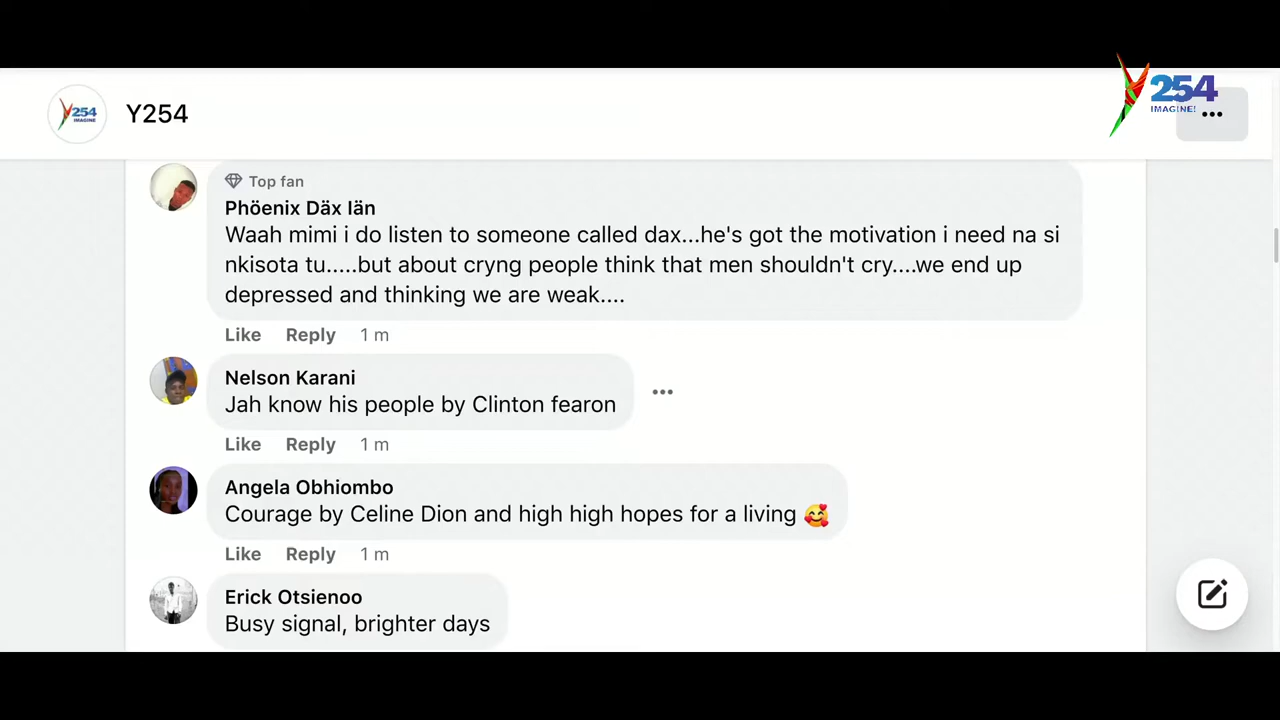 254
IMAGINE!
254
IMAGINE
Y254
Top fan
Phöenix Däx Iän
Waah mimi i do listen to someone called dax...he's got the motivation i need na si
nkisota tu.....but about cryng people think that men shouldn't cry....we end up
depressed and thinking we are weak....
Like Reply 1 m
Nelson Karani
Jah know his people by Clinton fearon
Like Reply 1 m
Angela Obhiombo
Courage by Celine Dion and high high hopes for a living 🥰
Like Reply 1 m
Erick Otsienoo
Busy signal, brighter days